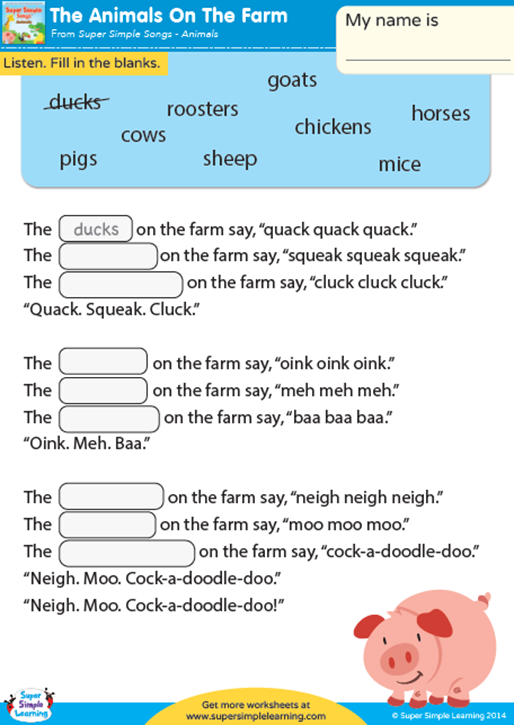 The Animals On The Farm
From Super Simple Songs - Animals
My name is
Listen. Fill in the blanks.
goats
ducks
roosters
horses
chickens
cows
pigs
sheep
mice
The ducks on the farm say, “quack quack quack.”
The on the farm say, “squeak squeak squeak.”
The on the farm say, “cluck cluck cluck.”
“Quack. Squeak. Cluck.”
The on the farm say, “oink oink oink.”
The on the farm say, “meh meh meh.”
The on the farm say, “baa baa baa.”
“Oink. Meh. Baa.”
The on the farm say, “neigh neigh neigh.”
The on the farm say, “moo moo moo.”
The on the farm say, “cock-a-doodle-doo.”
“Neigh. Moo. Cock-a-doodle-doo.”
“Neigh. Moo. Cock-a-doodle-doo!”
Super
Simple
Learning
Get more worksheets at
www.supersimplelearning.com
© Super Simple Learning 2014